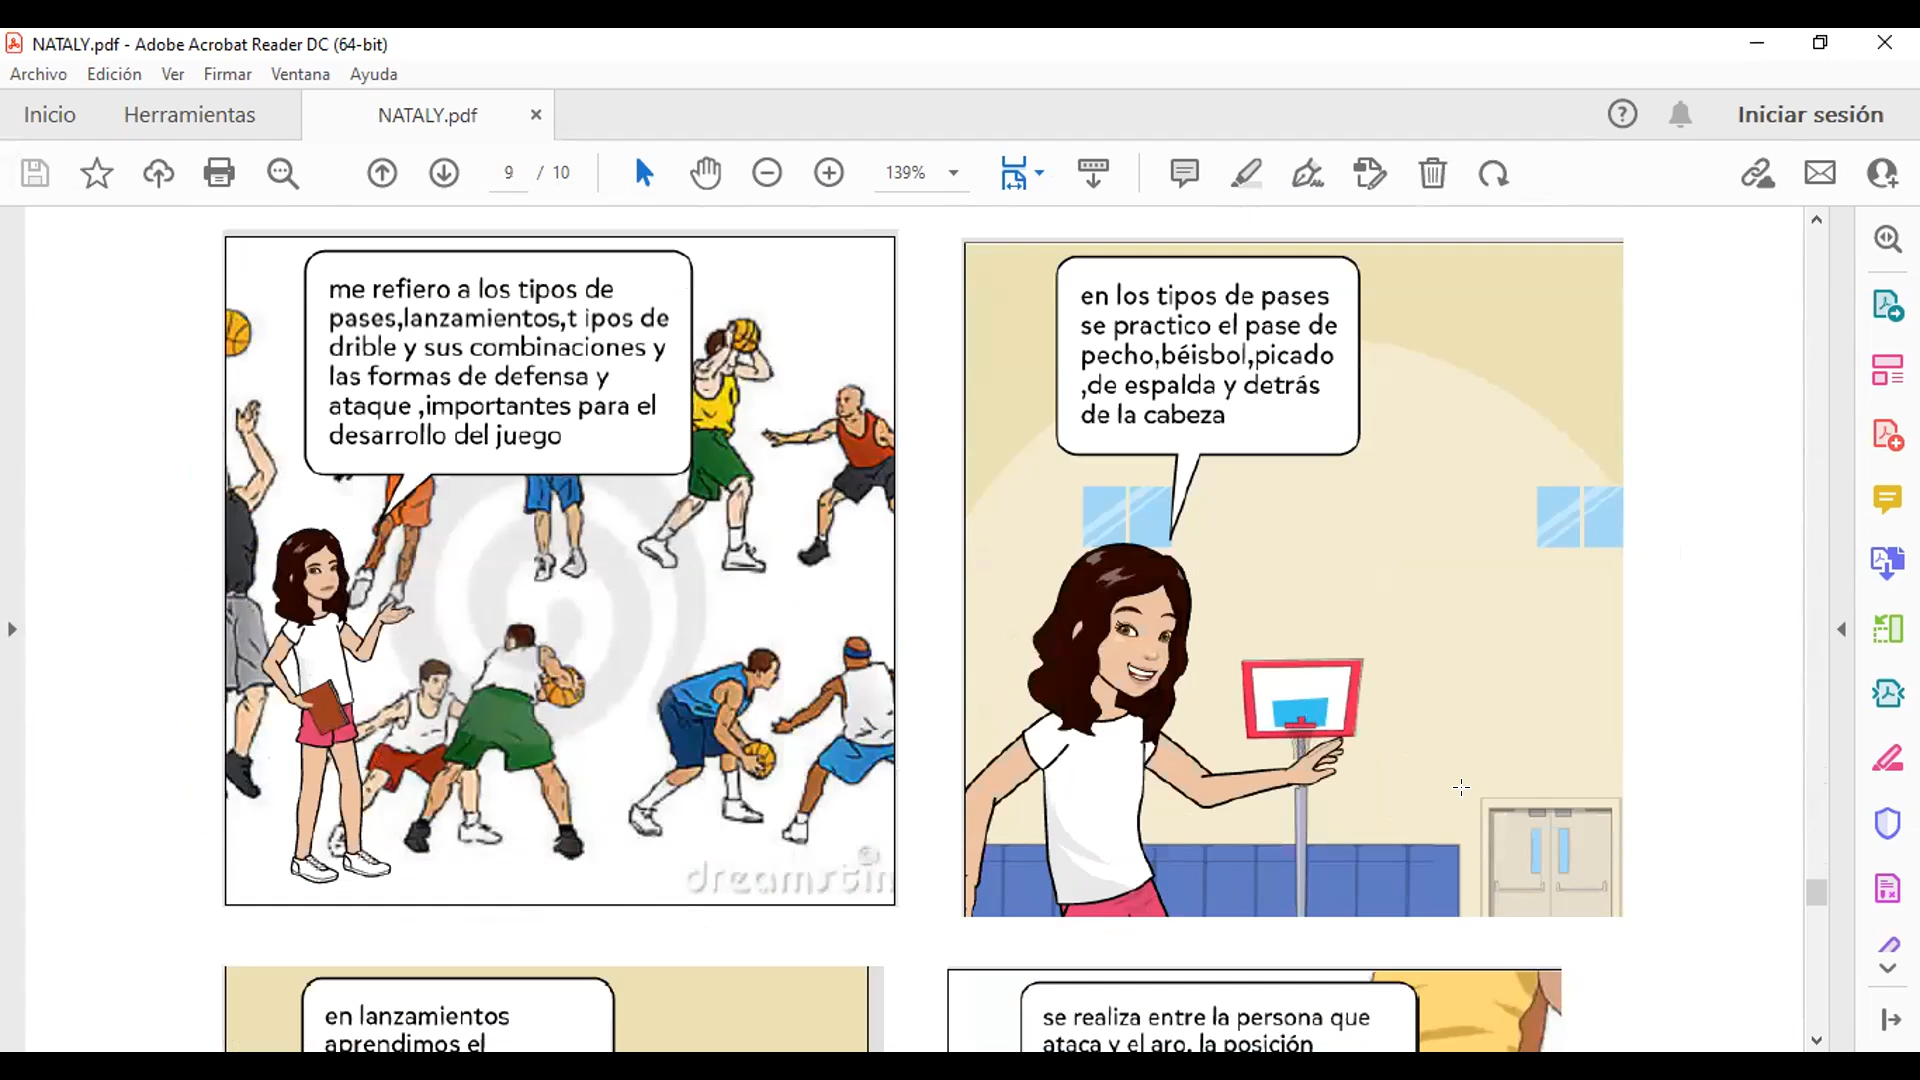 NATALY.pdf - Adobe Acrobat Reader DC (64-bit)
Archivo Edición Ver Firmar Ventana Ayuda
Inicio Herramientas NATALY.pdf × ? Iniciar sesión
9 / 10 139%
me refiero a los tipos de
pases,lanzamientos,t ipos de
drible y sus combinaciones y
las formas de defensa y
ataque ,importantes para el
desarrollo del juego
en los tipos de pases
se practico el pase de
pecho,béisbol,picado
,de espalda y detrás
de la cabeza
dreamstin
en lanzamientos
aprendimos el
se realiza entre la persona que
ataca y el aro, la posición